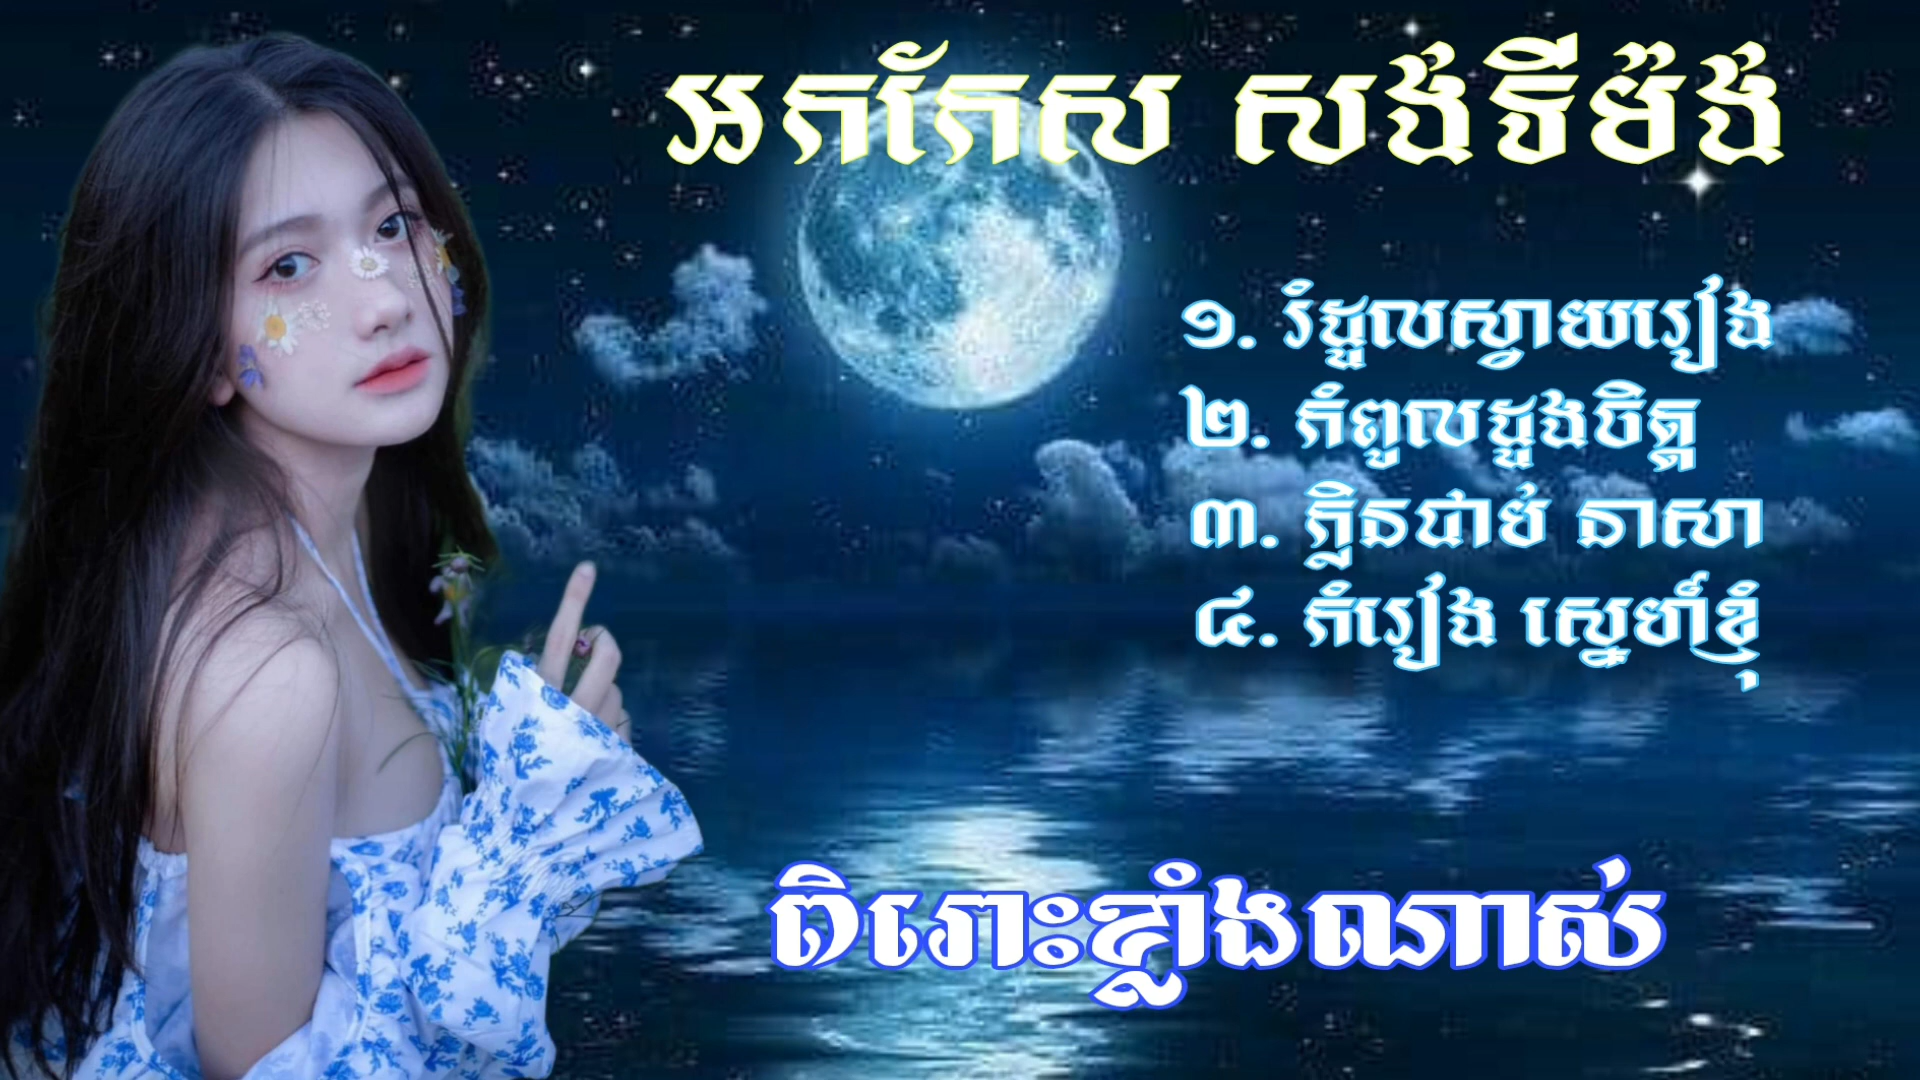 អកកែស សង់រីម៉ង់
១. រំដួលស្វាយរៀង
២. កំពូលដួងចិត្ត
៣. ក្លិនជាប់ នាសា
៤. កំរៀង ស្នេហ៍ខ្ញុំ
ពិរោះខ្លាំងណាស់